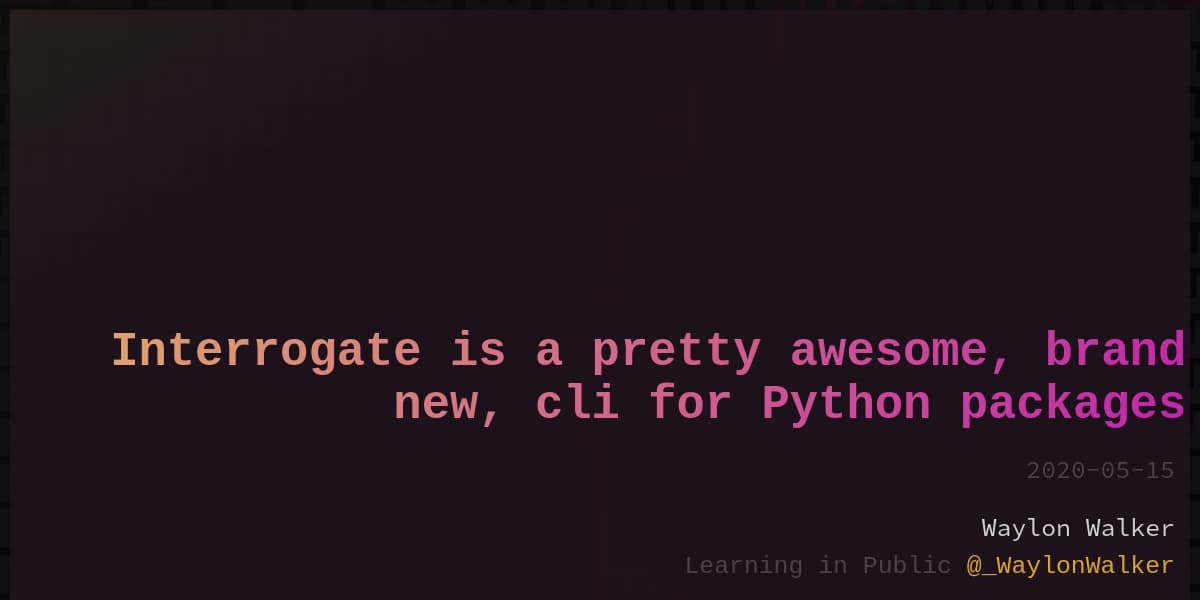 Interrogate is a pretty awesome, brand
new, cli for Python packages
2020-05-15
Waylon Walker
Learning in Public @_WaylonWalker